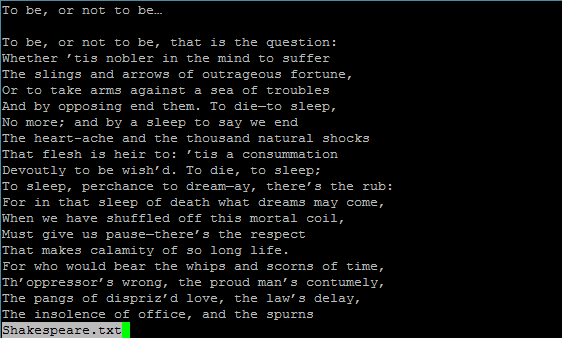 To be, or not to be…
To be, or not to be, that is the question:
Whether ’tis nobler in the mind to suffer
The slings and arrows of outrageous fortune,
Or to take arms against a sea of troubles
And by opposing end them. To die—to sleep,
No more; and by a sleep to say we end
The heart-ache and the thousand natural shocks
That flesh is heir to: ’tis a consummation
Devoutly to be wish’d. To die, to sleep;
To sleep, perchance to dream—ay, there’s the rub:
For in that sleep of death what dreams may come,
When we have shuffled off this mortal coil,
Must give us pause—there’s the respect
That makes calamity of so long life.
For who would bear the whips and scorns of time,
Th’oppressor’s wrong, the proud man’s contumely,
The pangs of dispriz’d love, the law’s delay,
The insolence of office, and the spurns
Shakespeare.txt